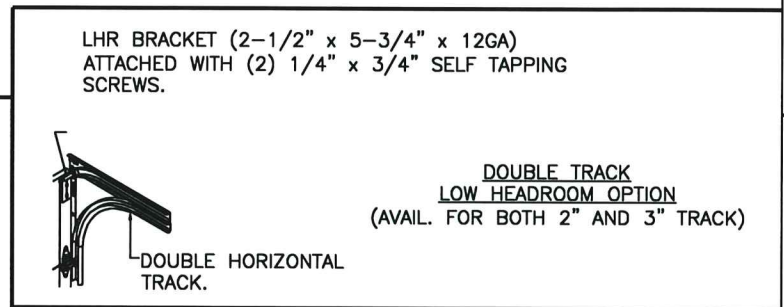 LHR BRACKET (2-1/2" x 5-3/4" x 12GA)
ATTACHED WITH (2) 1/4" x 3/4" SELF TAPPING
SCREWS.
DOUBLE TRACK
LOW HEADROOM OPTION
(AVAIL. FOR BOTH 2" AND 3" TRACK)
DOUBLE HORIZONTAL
TRACK.